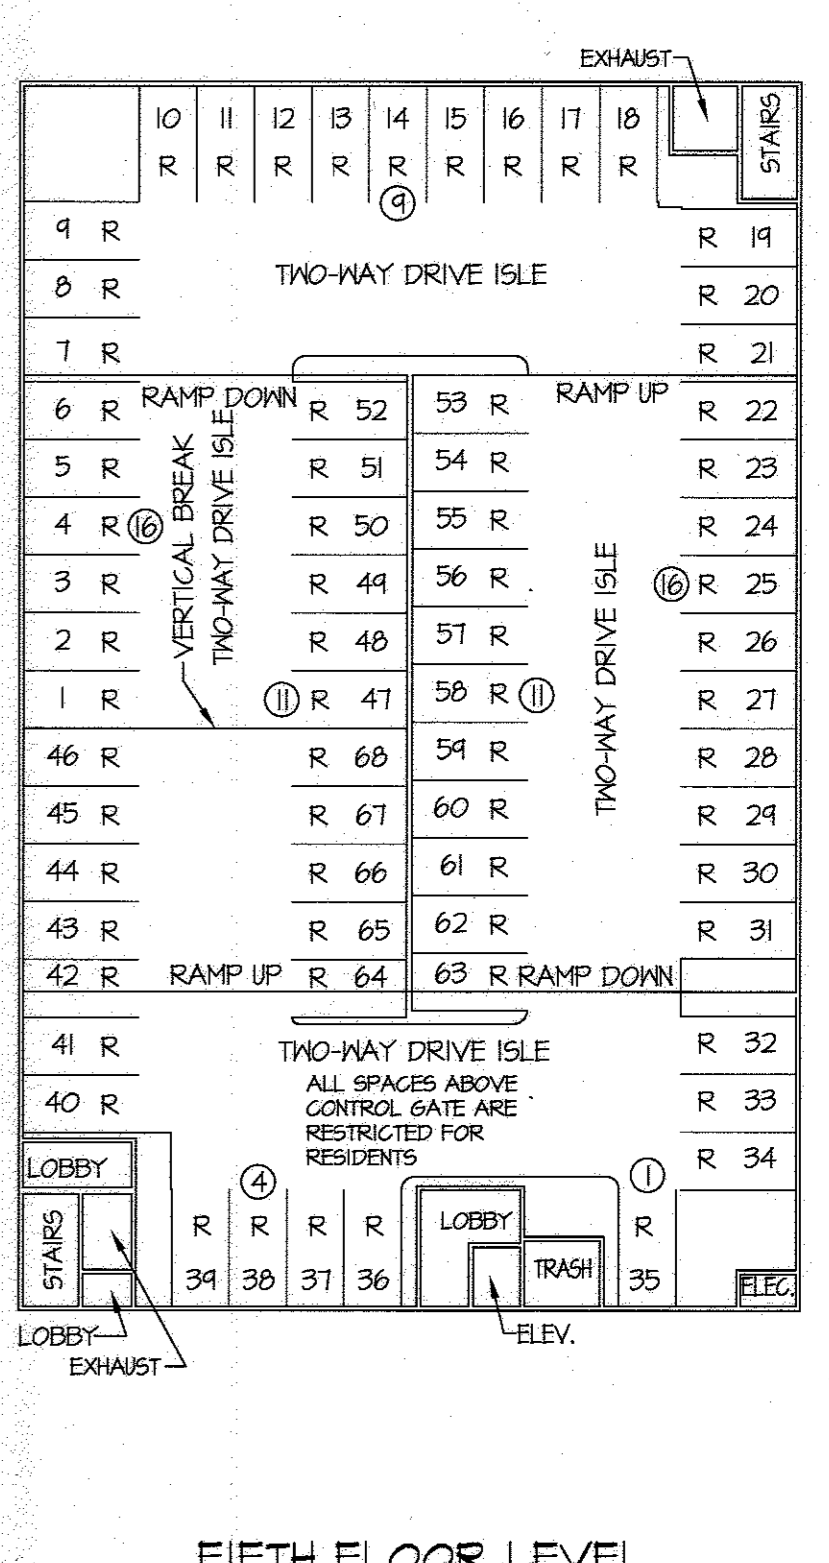 EXHAUST
10 11 12 13 14 15 16 17 18
R R R R R R R R R
STAIRS
9
9 R
R 19
8 R
TWO-WAY DRIVE ISLE
R 20
7 R
R 21
RAMP DOWN
RAMP UP
6 R
R 52
53 R
R 22
5 R
R 51
54 R
R 23
4 R 16
R 50
55 R
R 24
VERTICAL BREAK
TWO-WAY DRIVE ISLE
3 R
R 49
56 R
16 R 25
TWO-WAY DRIVE ISLE
2 R
R 48
57 R
R 26
1 R
11 R 47
58 R 11
R 27
46 R
R 68
59 R
R 28
45 R
R 67
60 R
R 29
44 R
R 66
61 R
R 30
43 R
R 65
62 R
R 31
42 R
RAMP UP
R 64
63 R
RAMP DOWN
41 R
TWO-WAY DRIVE ISLE
R 32
40 R
ALL SPACES ABOVE
CONTROL GATE ARE
RESTRICTED FOR
RESIDENTS
R 33
R 34
LOBBY
4
1
STAIRS
R R R R
39 38 37 36
LOBBY
TRASH
R
35
ELEC.
LOBBY
EXHAUST
ELEV.
FIFTH FLOOR LEVEL